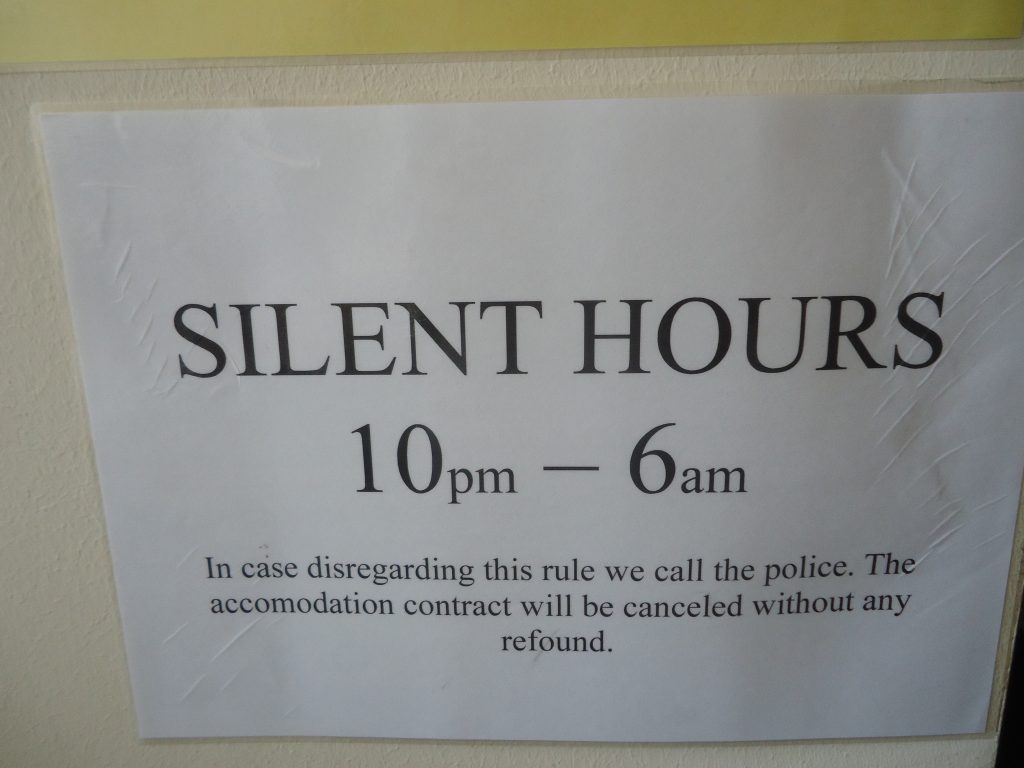 SILENT HOURS
10pm – 6am
In case disregarding this rule we call the police. The
accomodation contract will be canceled without any
refound.